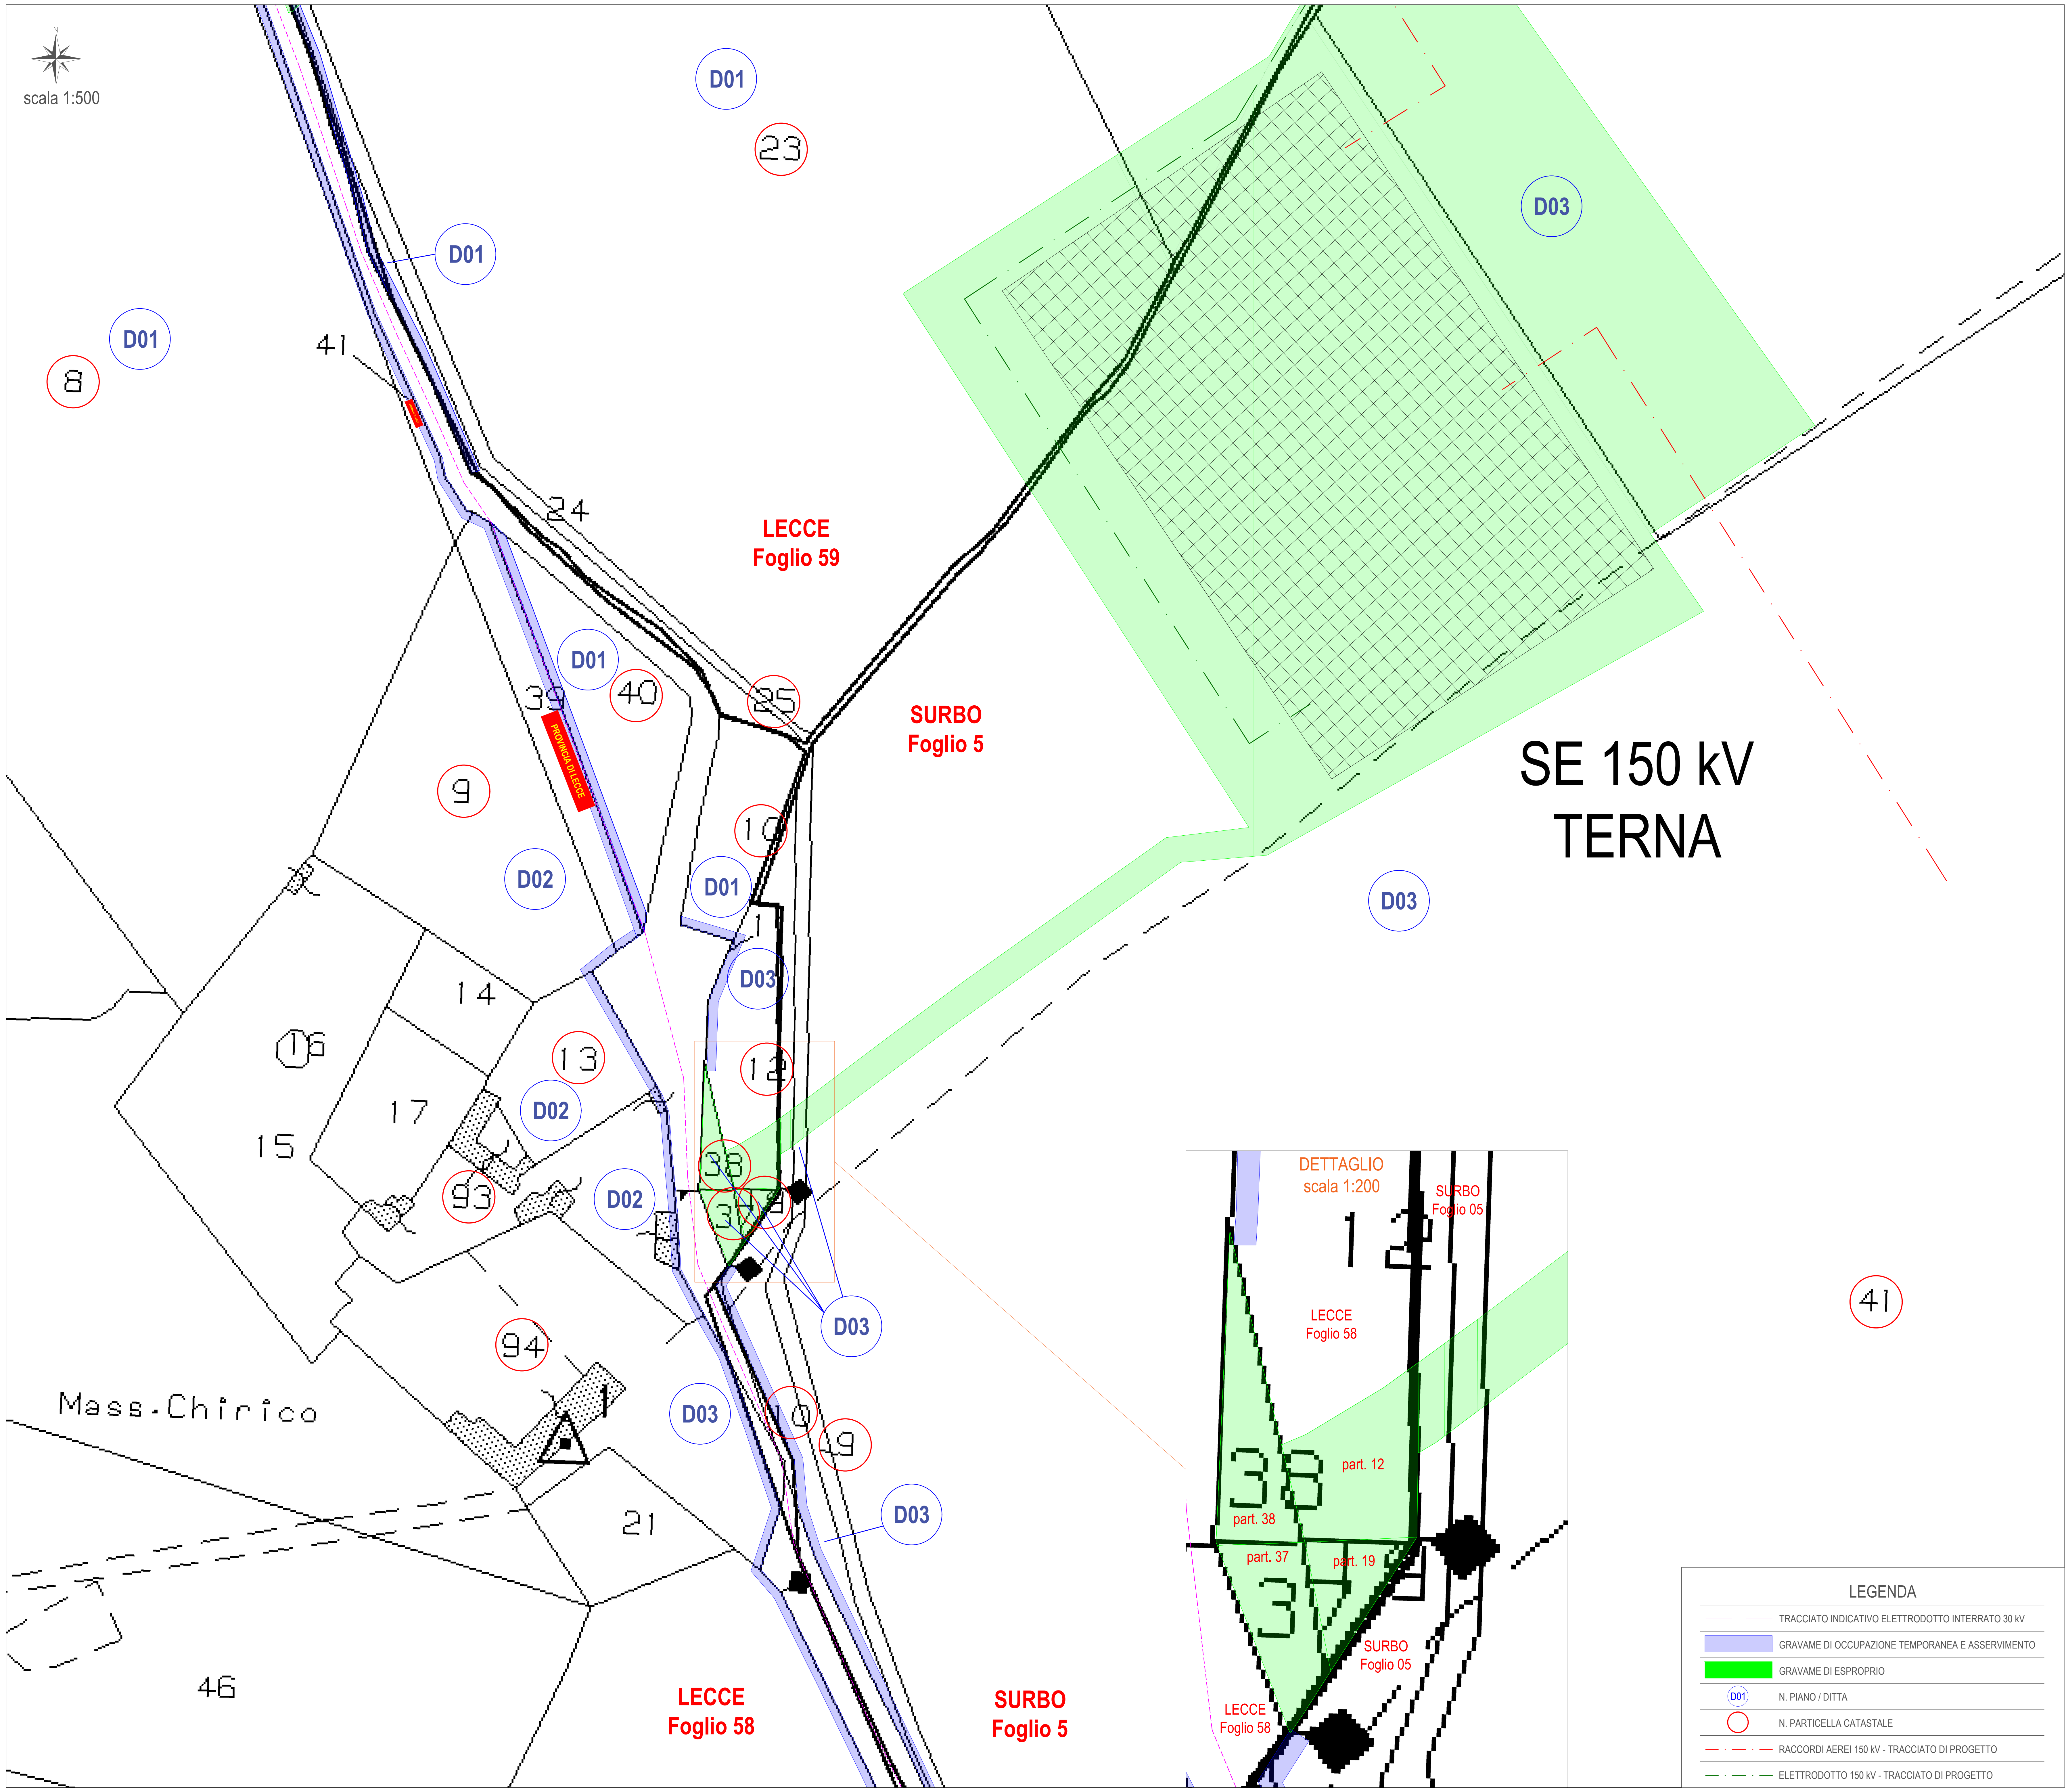 N
scala 1:500
D01
23
D03
D01
D01
41
8
24
LECCE
Foglio 59
D01
39
40
25
SURBO
Foglio 5
PROVINCIA DI LECCE
SE 150 kV
TERNA
9
10
D02
D01
D03
1
D03
14
16
13
12
17
D02
15
38
93
D02
37
D03
41
94
Mass.Chirico
1
D03
10
9
D03
21
46
LECCE
Foglio 58
SURBO
Foglio 5
DETTAGLIO
scala 1:200
SURBO
Foglio 05
12
LECCE
Foglio 58
38
part. 12
part. 38
part. 37
part. 19
37
SURBO
Foglio 05
LECCE
Foglio 58
LEGENDA
TRACCIATO INDICATIVO ELETTRODOTTO INTERRATO 30 kV
GRAVAME DI OCCUPAZIONE TEMPORANEA E ASSERVIMENTO
GRAVAME DI ESPROPRIO
D01 N. PIANO / DITTA
N. PARTICELLA CATASTALE
RACCORDI AEREI 150 kV - TRACCIATO DI PROGETTO
ELETTRODOTTO 150 kV - TRACCIATO DI PROGETTO